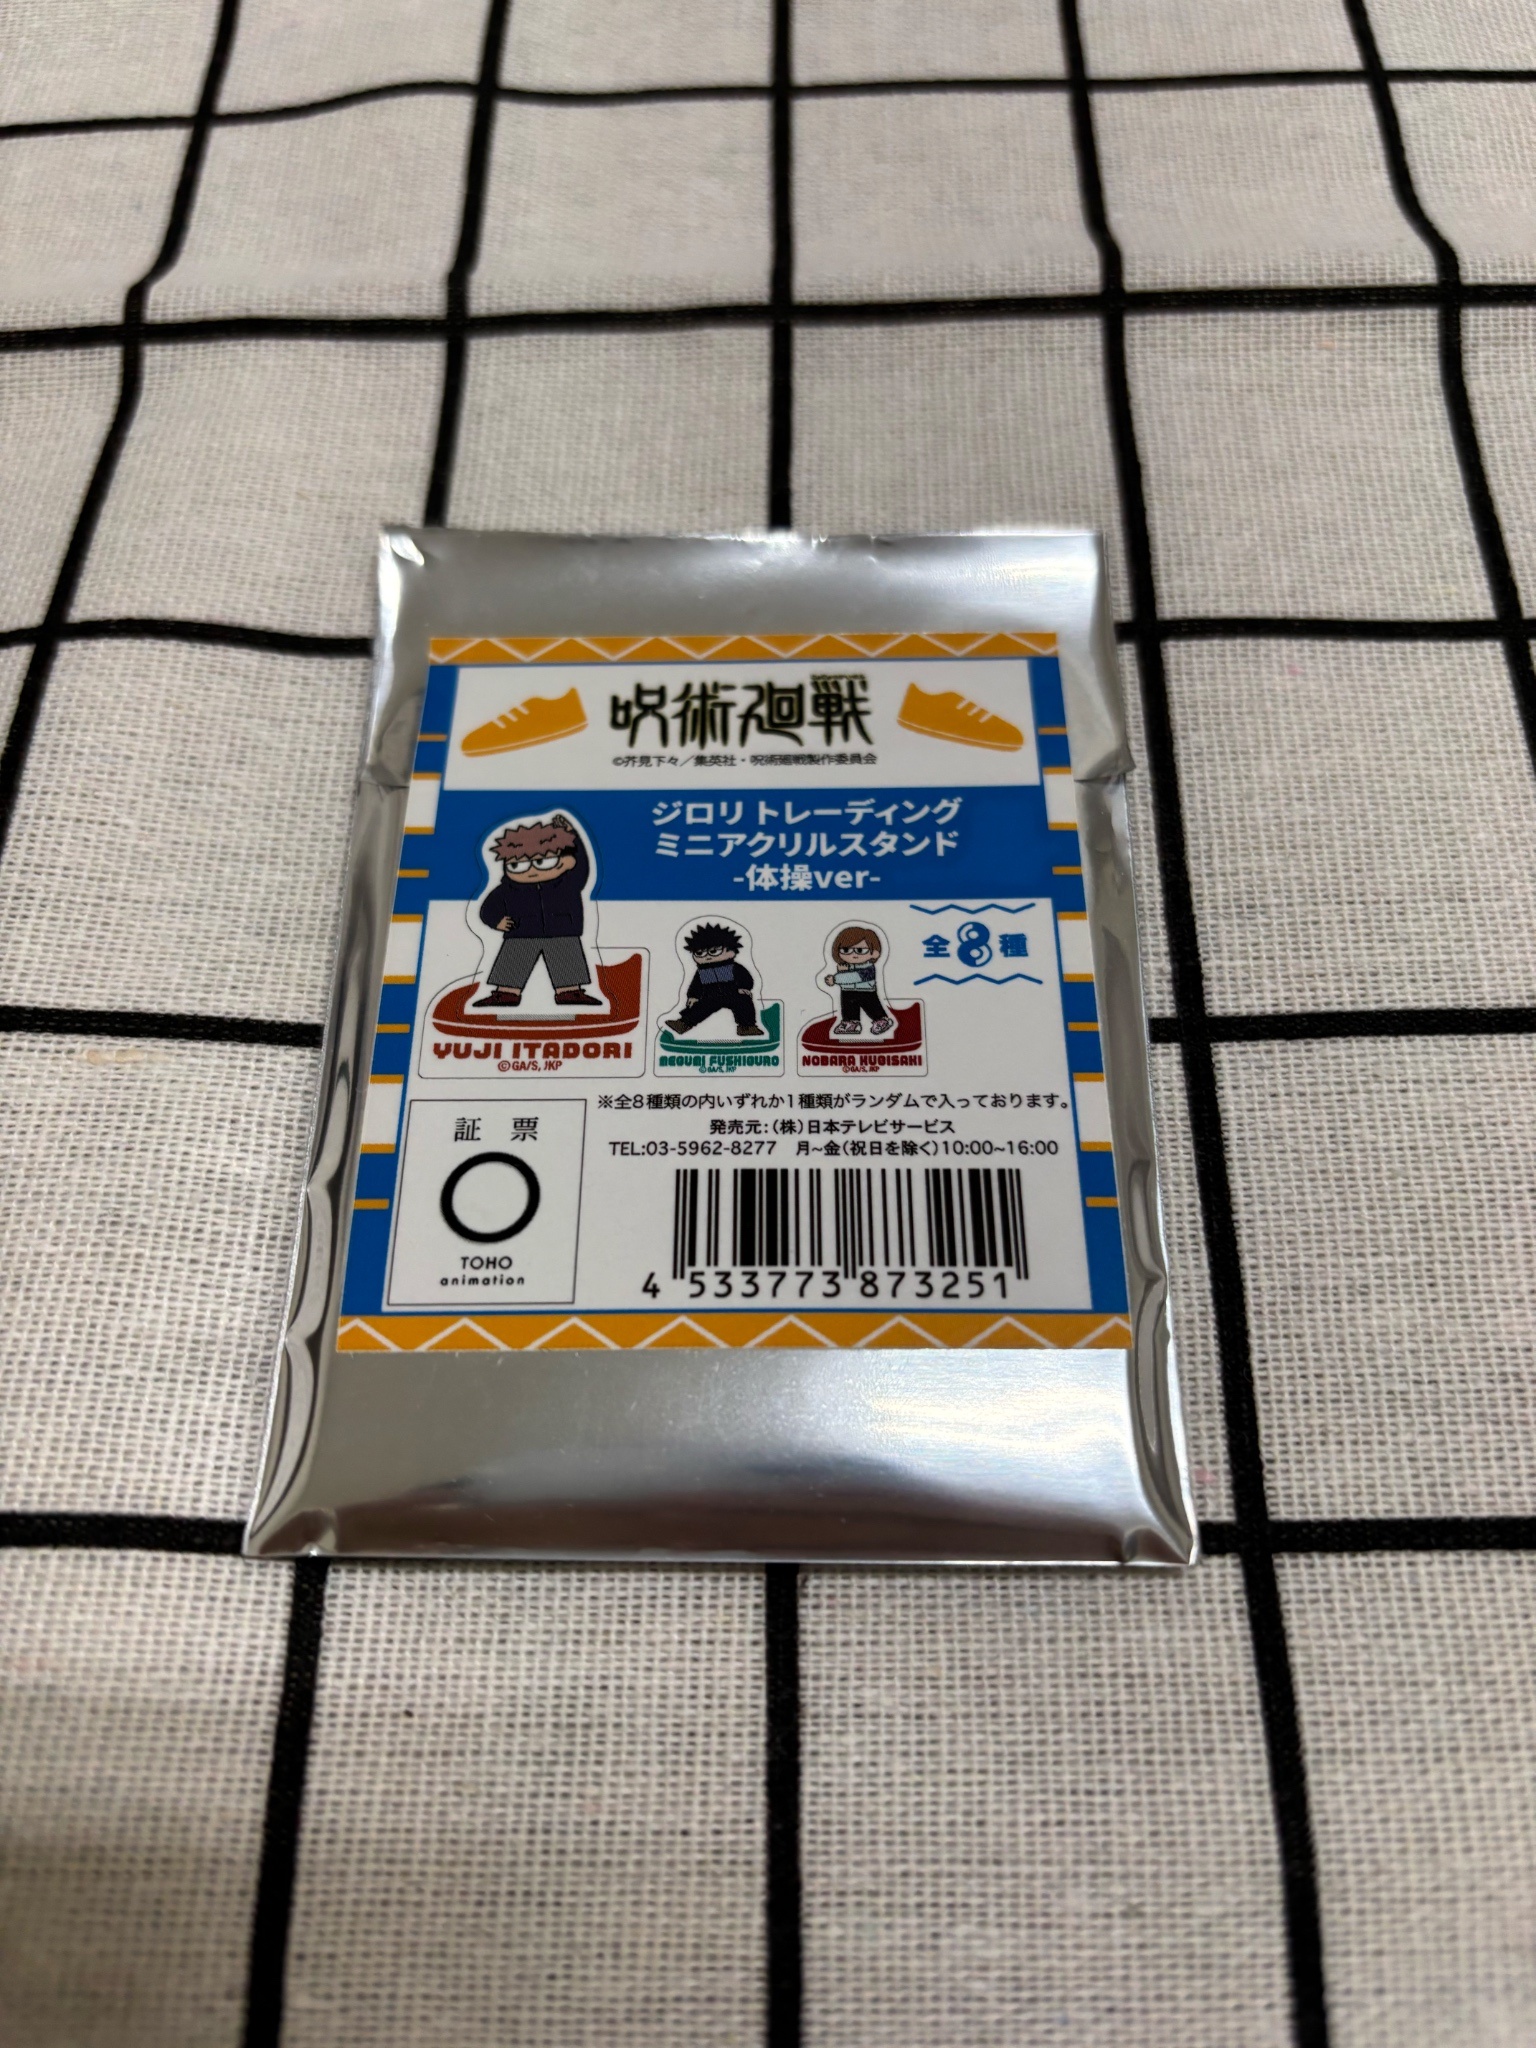 呪術廻戦
©芥見下々／集英社・呪術廻戦製作委員会
ジロリ トレーディング
ミニアクリルスタンド
-体操ver-
全8種
YUJI ITADORI
©GA/S, JKP
MEGUMI FUSHIGURO
©GA/S, JKP
NOBARA KUGISAKI
©GA/S, JKP
※全8種類の内いずれか1種類がランダムで入っております。
発売元：(株)日本テレビサービス
TEL:03-5962-8277　月~金(祝日を除く)10:00~16:00
証　票
TOHO
animation
4 533773 873251